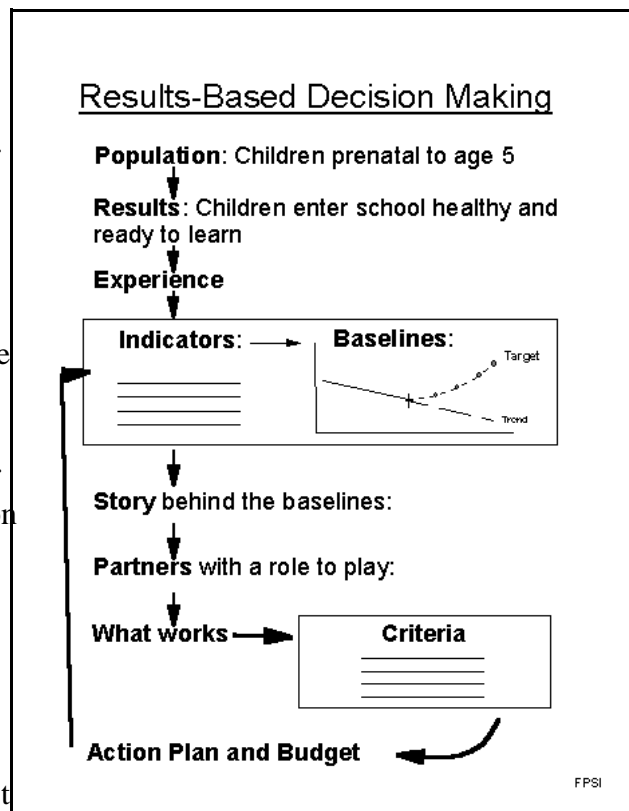 Results-Based Decision Making
Population: Children prenatal to age 5
Results: Children enter school healthy and
ready to learn
Experience
Indicators:
Baselines:
Target
Trend
Story behind the baselines:
Partners with a role to play:
What works
Criteria
Action Plan and Budget
FPSI